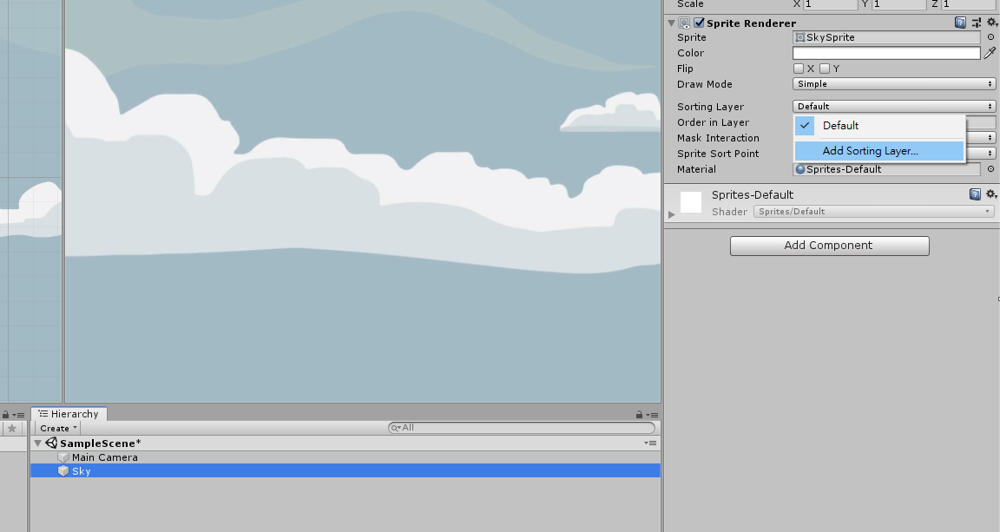 Scale X 1 Y 1 Z 1
Sprite Renderer
Sprite SkySprite
Color
Flip X Y
Draw Mode Simple
Sorting Layer Default
Order in Layer
Default
Mask Interaction
Sprite Sort Point
Add Sorting Layer...
Material Sprites-Default
Sprites-Default
Shader Sprites/Default
Add Component
Hierarchy
Create All
SampleScene*
Main Camera
Sky